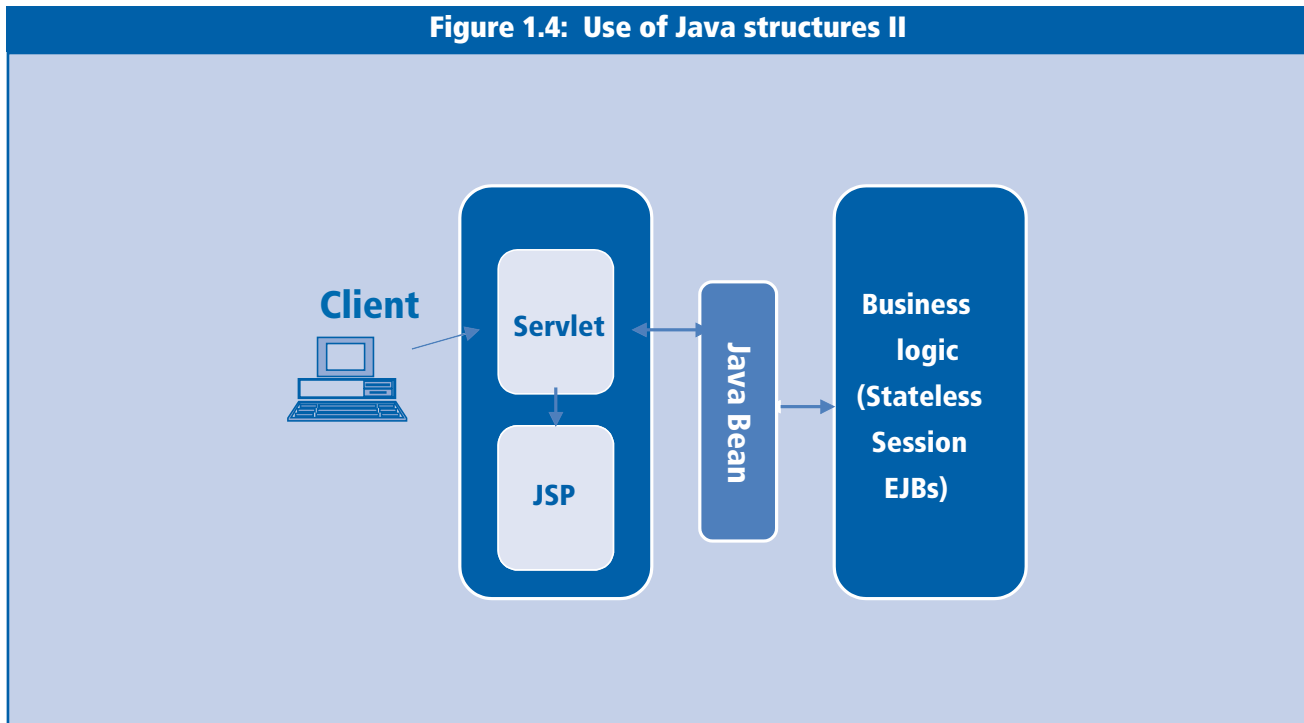 Figure 1.4: Use of Java structures II
Client
Servlet
JSP
Java Bean
Business
logic
(Stateless
Session
EJBs)